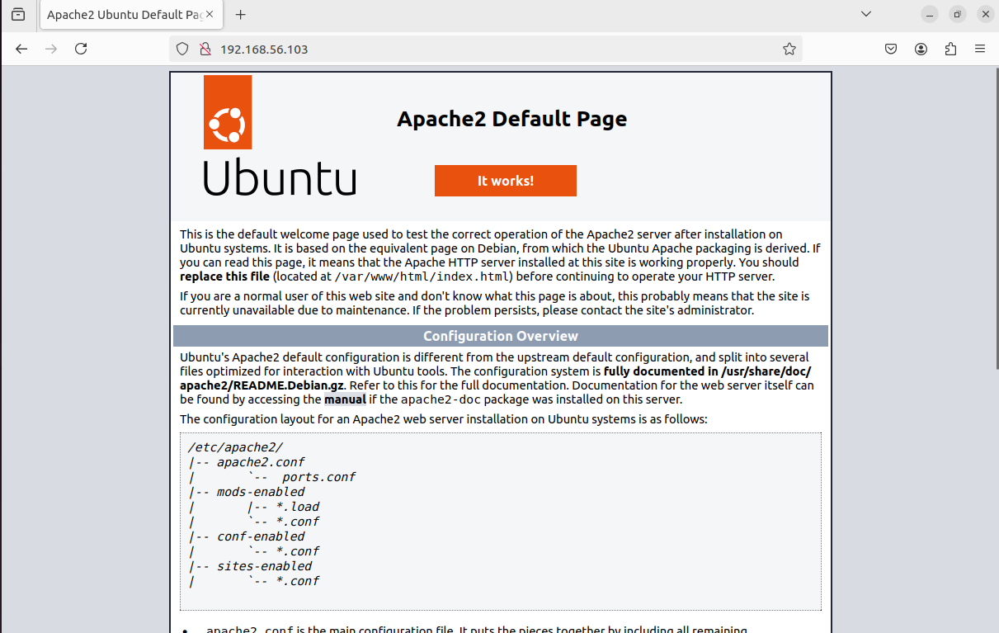 Apache2 Ubuntu Default Pag
192.168.56.103
Apache2 Default Page
Ubuntu
It works!
This is the default welcome page used to test the correct operation of the Apache2 server after installation on
Ubuntu systems. It is based on the equivalent page on Debian, from which the Ubuntu Apache packaging is derived. If
you can read this page, it means that the Apache HTTP server installed at this site is working properly. You should
replace this file (located at /var/www/html/index.html) before continuing to operate your HTTP server.
If you are a normal user of this web site and don't know what this page is about, this probably means that the site is
currently unavailable due to maintenance. If the problem persists, please contact the site's administrator.
Configuration Overview
Ubuntu's Apache2 default configuration is different from the upstream default configuration, and split into several
files optimized for interaction with Ubuntu tools. The configuration system is fully documented in /usr/share/doc/
apache2/README.Debian.gz. Refer to this for the full documentation. Documentation for the web server itself can
be found by accessing the manual if the apache2-doc package was installed on this server.
The configuration layout for an Apache2 web server installation on Ubuntu systems is as follows:
/etc/apache2/
|-- apache2.conf
|       `--  ports.conf
|-- mods-enabled
|       |-- *.load
|       `-- *.conf
|-- conf-enabled
|       `-- *.conf
|-- sites-enabled
|       `-- *.conf
• apache2.conf is the main configuration file. It puts the pieces together by including all remaining